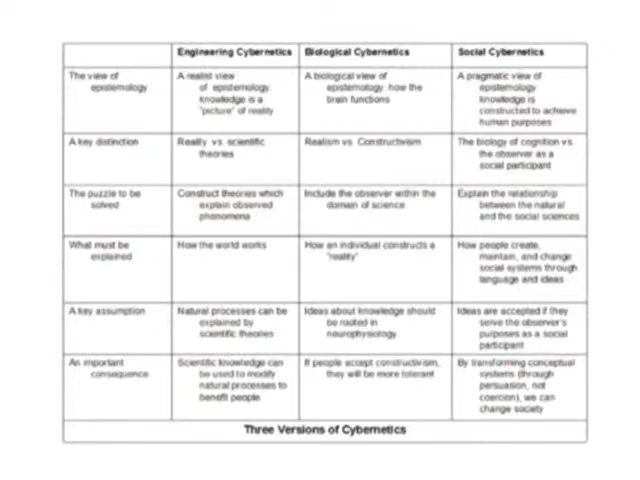 Engineering Cybernetics Biological Cybernetics Social Cybernetics
The view of A realist view A biological view of A pragmatic view of
epistemology of epistemology epistemology how the epistemology
knowledge is a brain functions knowledge is
"picture" of reality constructed to achieve
human purposes
A key distinction Reality vs. scientific Realism vs. Constructivism The biology of cognition vs.
theories the observer as a
social participant
The puzzle to be Construct theories which Include the observer within the Explain the relationship
solved explain observed domain of science between the natural
phenomena and the social sciences
What must be How the world works How an individual constructs a How people create,
explained "reality" maintain, and change
social systems through
language and ideas
A key assumption Natural processes can be Ideas about knowledge should Ideas are accepted if they
explained by be rooted in serve the observer's
scientific theories neurophysiology purposes as a social
participant
An important Scientific knowledge can If people accept constructivism, By transforming conceptual
consequence be used to modify they will be more tolerant systems (through
natural processes to persuasion, not
benefit people coercion), we can
change society
Three Versions of Cybernetics